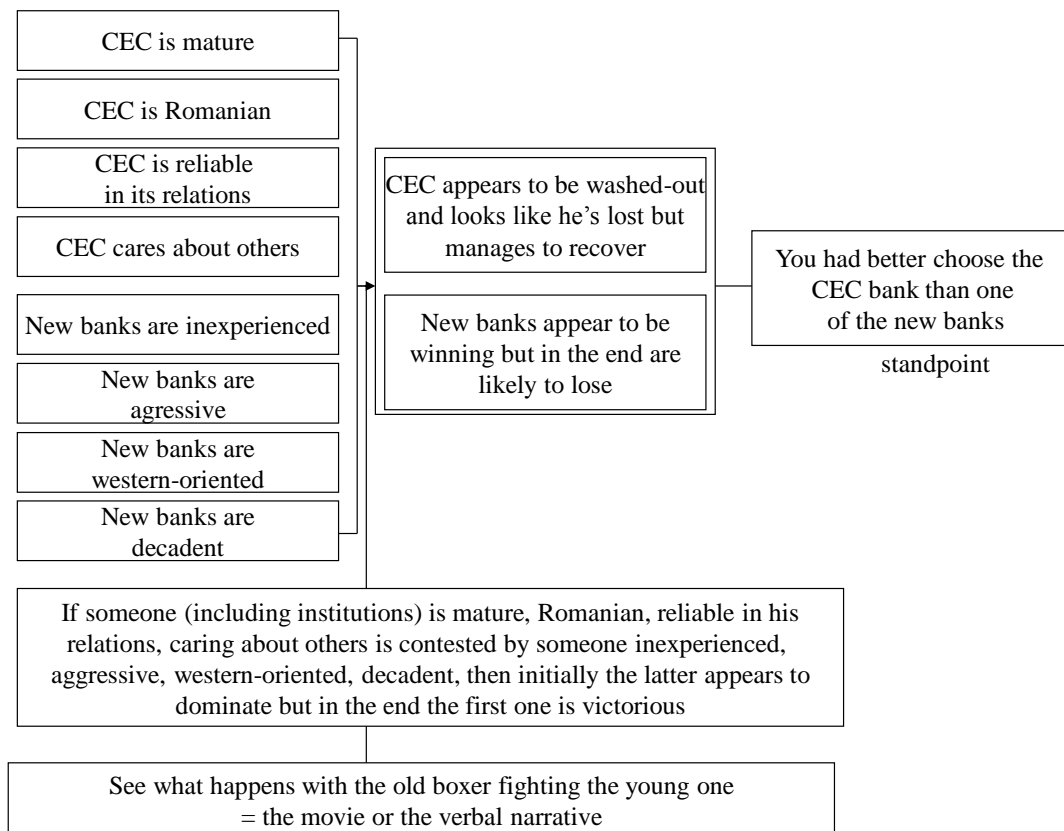 CEC is mature
CEC is Romanian
CEC is reliable
in its relations
CEC cares about others
New banks are inexperienced
New banks are
agressive
New banks are
western-oriented
New banks are
decadent
CEC appears to be washed-out
and looks like he’s lost but
manages to recover
New banks appear to be
winning but in the end are
likely to lose
You had better choose the
CEC bank than one
of the new banks
standpoint
If someone (including institutions) is mature, Romanian, reliable in his
relations, caring about others is contested by someone inexperienced,
aggressive, western-oriented, decadent, then initially the latter appears to
dominate but in the end the first one is victorious
See what happens with the old boxer fighting the young one
= the movie or the verbal narrative